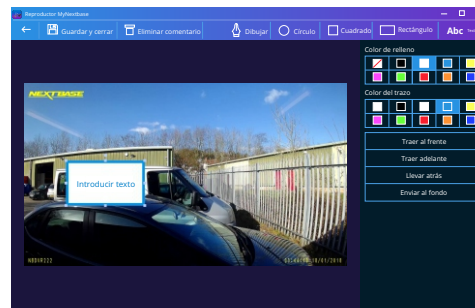 Reproductor MyNextbase
Guardar y cerrar
Eliminar comentario
Dibujar
Círculo
Cuadrado
Rectángulo
Abc
Color de relleno
NEXTBASE
Color del trazo
Traer al frente
Traer adelante
Llevar atrás
Enviar al fondo
Introducir texto